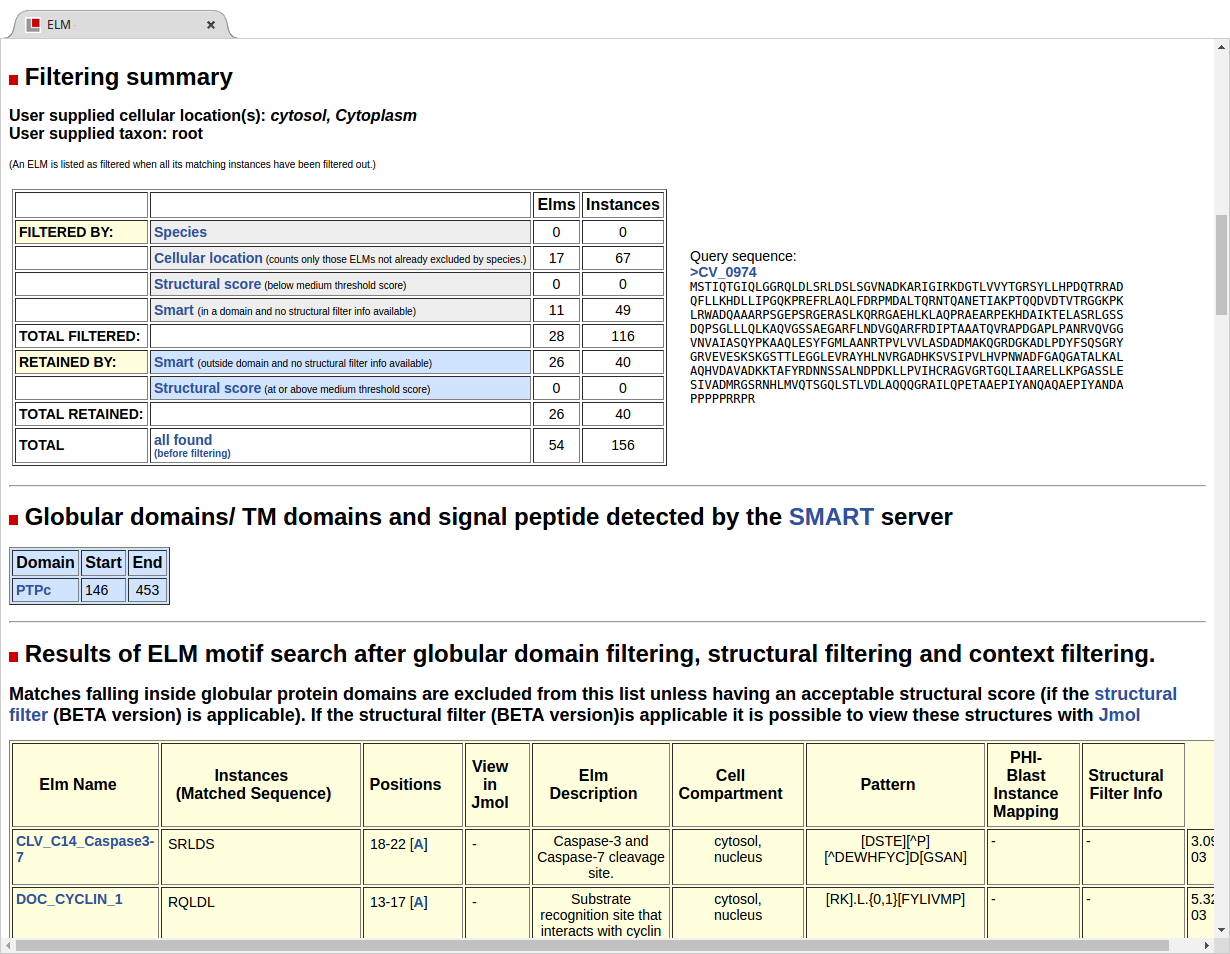 ELM
Filtering summary
User supplied cellular location(s): cytosol, Cytoplasm
User supplied taxon: root
(An ELM is listed as filtered when all its matching instances have been filtered out.)
Elms Instances
FILTERED BY: Species 0 0
Cellular location (counts only those ELMs not already excluded by species.) 17 67
Structural score (below medium threshold score) 0 0
Smart (in a domain and no structural filter info available) 11 49
TOTAL FILTERED: 28 116
RETAINED BY: Smart (outside domain and no structural filter info available) 26 40
Structural score (at or above medium threshold score) 0 0
TOTAL RETAINED: 26 40
TOTAL all found 54 156
(before filtering)
Query sequence:
>CV_0974
MSTIQTGIQLGGRQLDLSRLDSLSGVNADKARIGIRKDGTLVVYTGRSYLLHPDQTRRAD
QFLLKHDLLIPGQKPREFRLAQLFDRPMDALTQRNTQANETIAKPTQQDVDTVTRGGKPK
LRWADQAAARPSGEPSRGERASLKQRRGAEHLKLAQPRAEARPEKHDAIKTELASRLGSS
DQPSGLLLQLKAQVGSSAEGARFLNDVGQARFRDIPTAAATQVRAPDGAPLPANRVQVGG
VNVAIASQYPKAAQLESYFGMLAANRTPVLVVLASDADMAKQGRDGKADLPDYFSQSGRY
GRVEVESKSKGSTTLEGGLEVRAYHLNVRGADHKSVSIPVLHVPNWADFGAQGATALKAL
AQHVDAVADKKTAFYRDNNSSALNDPDKLLPVIHCRAGVGRTGQLIAARELLKPGASSLE
SIVADMRGSRNHLMVQTSGQLSTLVDLAQQQGRAILQPETAAEPIYANQAQAEPIYANDA
PPPPPRRPR
Globular domains/ TM domains and signal peptide detected by the SMART server
Domain Start End
PTPc 146 453
Results of ELM motif search after globular domain filtering, structural filtering and context filtering.
Matches falling inside globular protein domains are excluded from this list unless having an acceptable structural score (if the structural
filter (BETA version) is applicable). If the structural filter (BETA version)is applicable it is possible to view these structures with Jmol
Elm Name
Instances
(Matched Sequence)
Positions
View
in
Jmol
Elm
Description
Cell
Compartment
Pattern
PHI-
Blast
Instance
Mapping
Structural
Filter Info
CLV_C14_Caspase3-
7
SRLDS
18-22 [A]
-
Caspase-3 and
Caspase-7 cleavage
site.
cytosol,
nucleus
[DSTE][^P]
[^DEWHFYC]D[GSAN]
-
-
3.09
03
DOC_CYCLIN_1
RQLDL
13-17 [A]
-
Substrate
recognition site that
interacts with cyclin
cytosol,
nucleus
[RK].L.{0,1}[FYLIVMP]
-
-
5.32
03